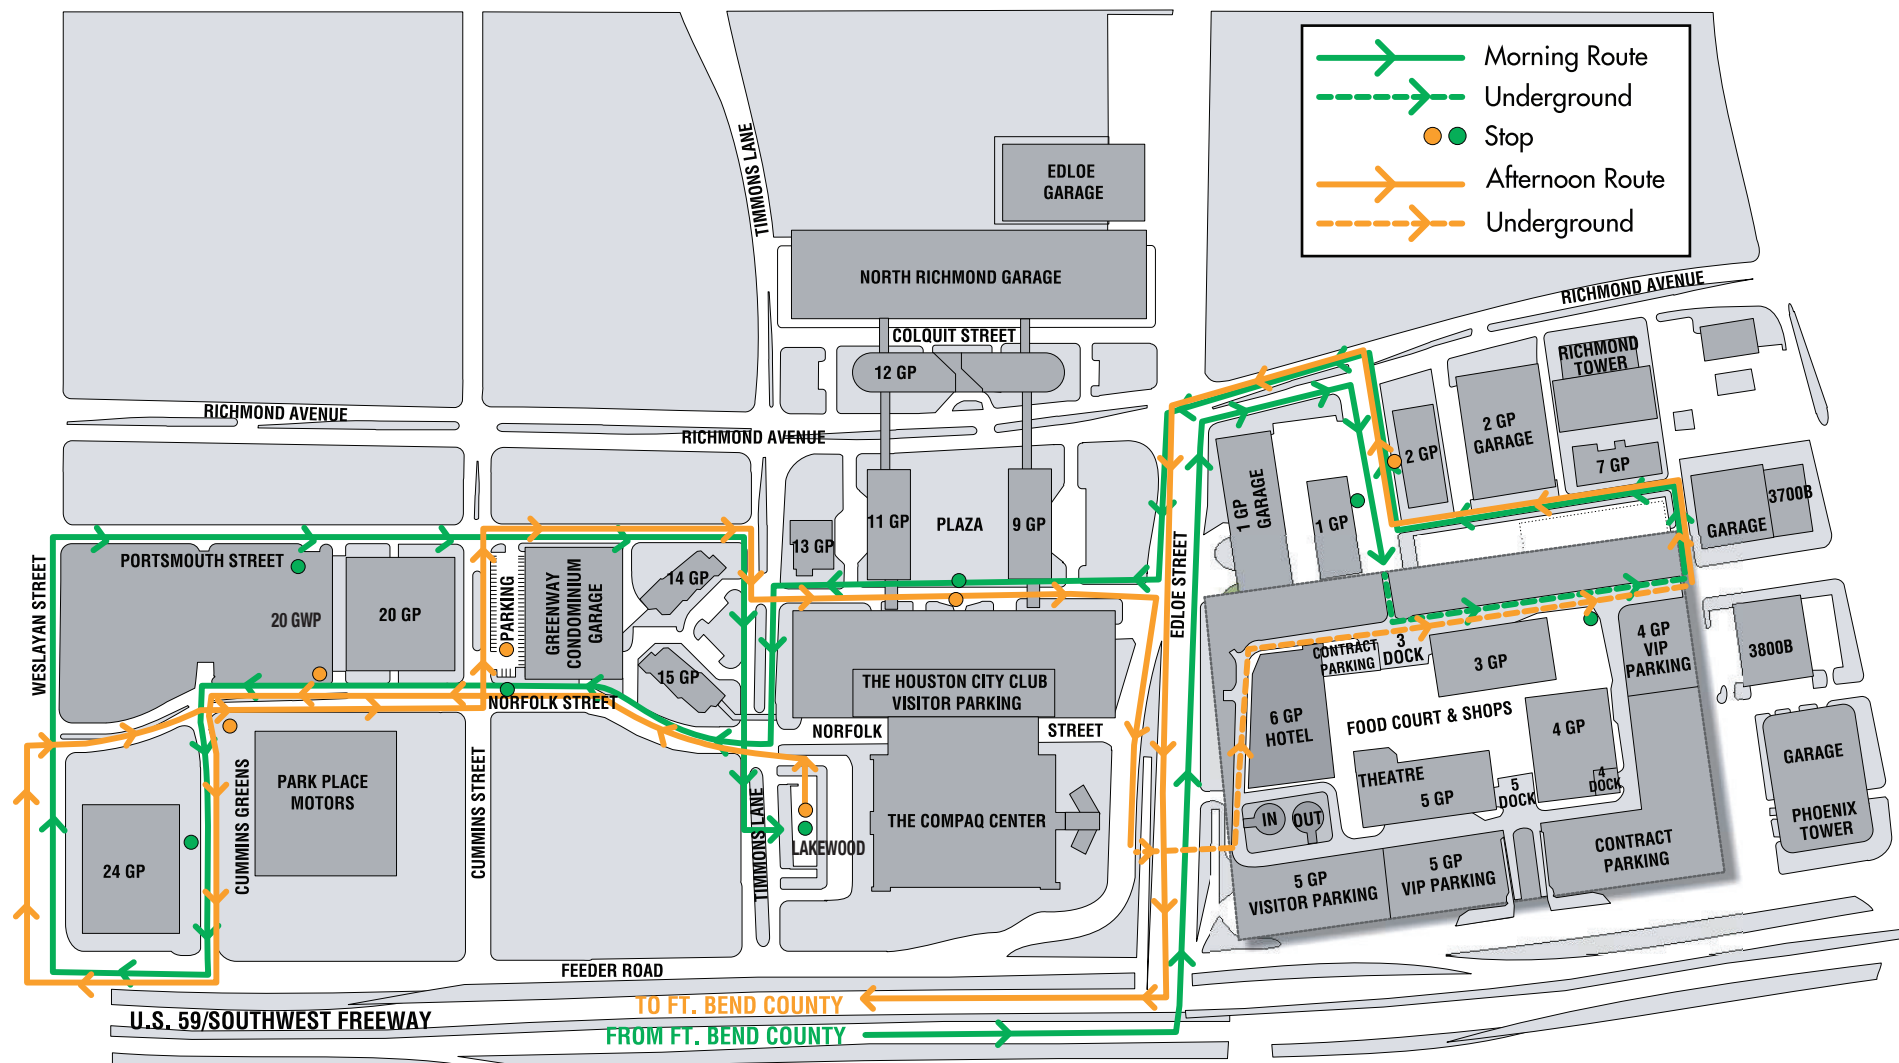 Morning Route
Underground
Stop
Afternoon Route
Underground
TIMMONS LANE
EDLOE
GARAGE
NORTH RICHMOND GARAGE
COLQUIT STREET
12 GP
RICHMOND AVENUE
RICHMOND AVENUE
RICHMOND AVENUE
RICHMOND
TOWER
2 GP
2 GP
GARAGE
7 GP
1 GP
GARAGE
1 GP
GARAGE
3700B
11 GP
PLAZA
9 GP
13 GP
14 GP
15 GP
WESLAYAN STREET
PORTSMOUTH STREET
20 GWP
20 GP
PARKING
GREENWAY
CONDOMINIUM
GARAGE
NORFOLK STREET
EDLOE STREET
THE HOUSTON CITY CLUB
VISITOR PARKING
NORFOLK
STREET
CONTRACT
PARKING
3
DOCK
3 GP
4 GP
VIP
PARKING
3800B
6 GP
HOTEL
FOOD COURT & SHOPS
4 GP
THEATRE
5 GP
5
DOCK
4
DOCK
IN
OUT
GARAGE
PHOENIX
TOWER
PARK PLACE
MOTORS
CUMMINS GREENS
CUMMINS STREET
24 GP
TIMMONS LANE
LAKEWOOD
THE COMPAQ CENTER
5 GP
VISITOR PARKING
5 GP
VIP PARKING
CONTRACT
PARKING
FEEDER ROAD
TO FT. BEND COUNTY
U.S. 59/SOUTHWEST FREEWAY
FROM FT. BEND COUNTY